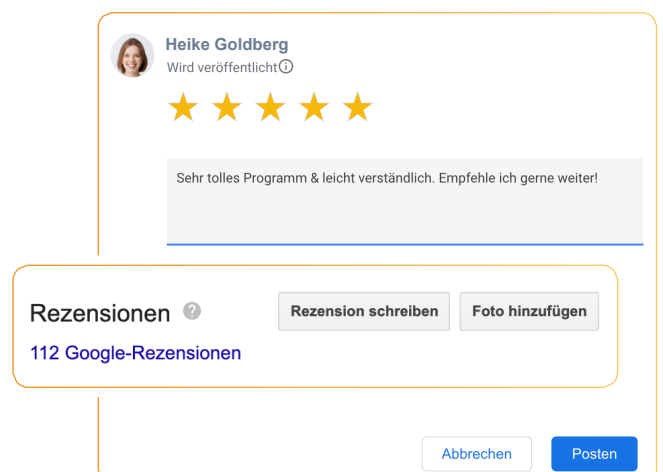 Heike Goldberg
Wird veröffentlicht
Sehr tolles Programm & leicht verständlich. Empfehle ich gerne weiter!
Rezensionen ?
Rezension schreiben
Foto hinzufügen
112 Google-Rezensionen
Abbrechen
Posten